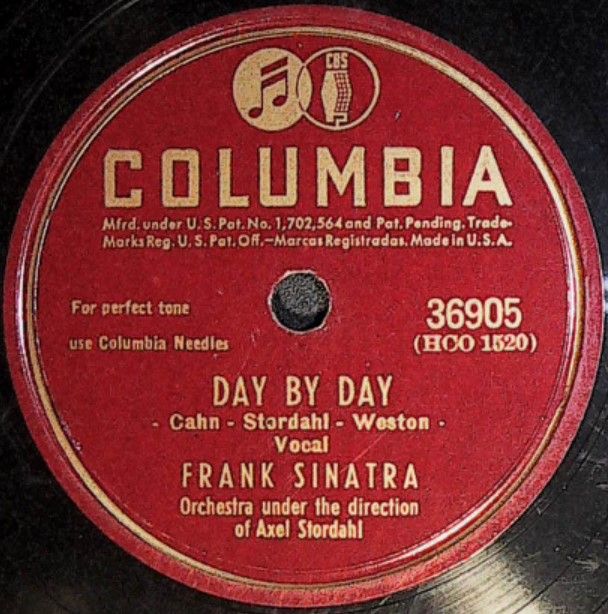 CBS
COLUMBIA
Mfrd. under U.S. Pat. No. 1,702,564 and Pat. Pending. Trade-
Marks Reg. U.S. Pat. Off.-Marcas Registradas. Made in U.S.A.
For perfect tone
use Columbia Needles
36905
(HCO 1520)
DAY BY DAY
- Cahn - Stordahl - Weston -
Vocal
FRANK SINATRA
Orchestra under the direction
of Axel Stordahl